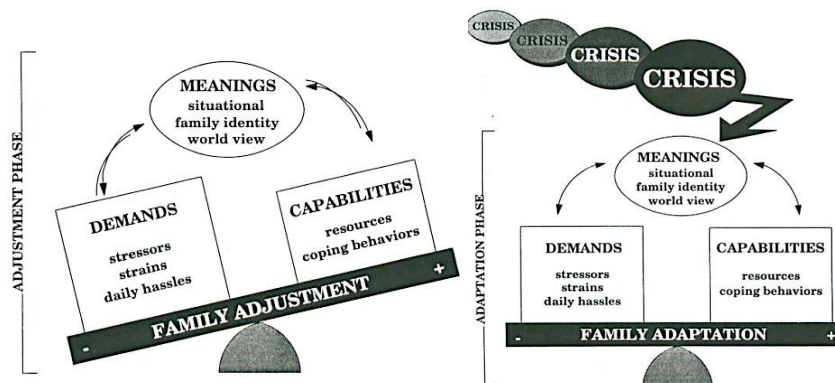 ADJUSTMENT PHASE
MEANINGS
situational
family identity
world view
DEMANDS
stressors
strains
daily hassles
CAPABILITIES
resources
coping behaviors
- FAMILY ADJUSTMENT +
CRISIS
CRISIS
CRISIS
CRISIS
ADAPTATION PHASE
MEANINGS
situational
family identity
world view
DEMANDS
stressors
strains
daily hassles
CAPABILITIES
resources
coping behaviors
- FAMILY ADAPTATION +